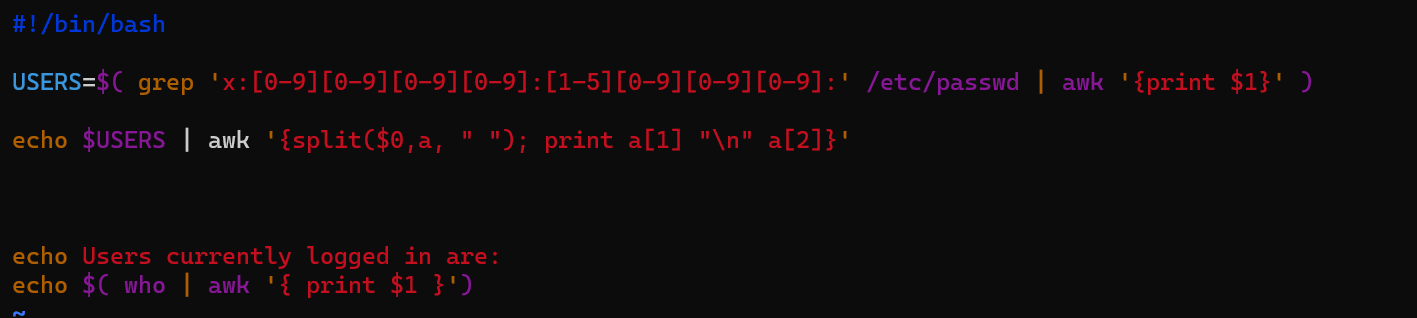 #!/bin/bash
USERS=$( grep 'x:[0-9][0-9][0-9][0-9]:[1-5][0-9][0-9][0-9]:' /etc/passwd | awk '{print $1}' )
echo $USERS | awk '{split($0,a, " "); print a[1] "\n" a[2]}'
echo Users currently logged in are:
echo $( who | awk '{ print $1 }')
~